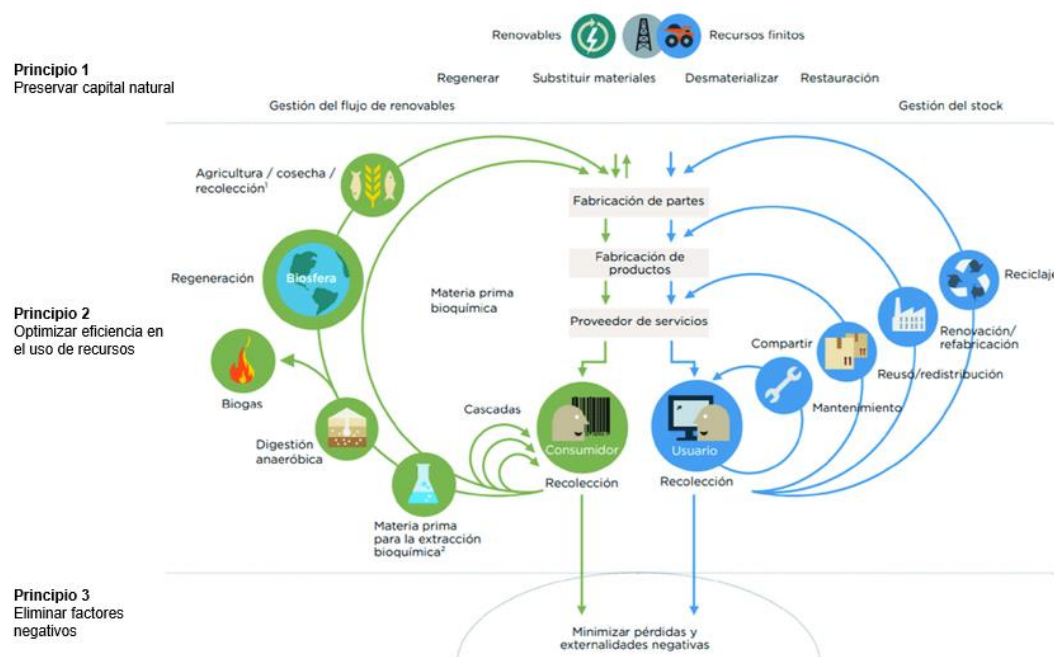 Renovables
Recursos finitos
Principio 1
Preservar capital natural
Regenerar
Substituir materiales
Desmaterializar
Restauración
Gestión del flujo de renovables
Gestión del stock
Agricultura / cosecha /
recolección¹
Fabricación de partes
Regeneración
Biosfera
Fabricación de
productos
Reciclaje
Materia prima
bioquímica
Principio 2
Optimizar eficiencia en
el uso de recursos
Proveedor de servicios
Renovación/
refabricación
Compartir
Reuso/redistribución
Biogas
Cascadas
Mantenimiento
Digestión
anaeróbica
Consumidor
Usuario
Recolección
Recolección
Materia prima
para la extracción
bioquímica²
Principio 3
Eliminar factores
negativos
Minimizar pérdidas y
externalidades negativas